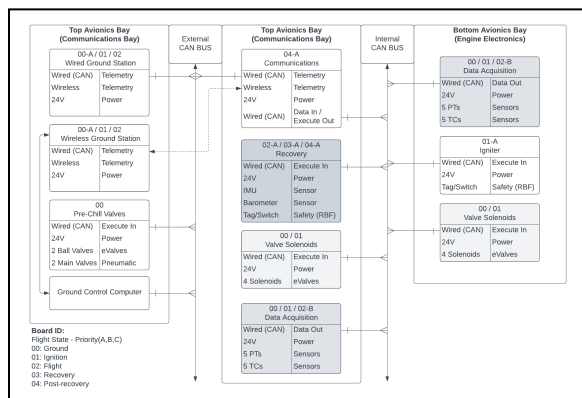 Top Avionics Bay
(Communications Bay)
External
CAN BUS
Top Avionics Bay
(Communications Bay)
Internal
CAN BUS
Bottom Avionics Bay
(Engine Electronics)
00-A / 01 / 02
Wired Ground Station
Wired (CAN) Telemetry
Wireless Telemetry
24V Power
00-A / 01 / 02
Wireless Ground Station
Wired (CAN) Telemetry
Wireless Telemetry
24V Power
00
Pre-Chill Valves
Wired (CAN) Execute In
24V Power
2 Ball Valves eValves
2 Main Valves Pneumatic
Ground Control Computer
Board ID:
Flight State - Priority(A,B,C)
00: Ground
01: Ignition
02: Flight
03: Recovery
04: Post-recovery
04-A
Communications
Wired (CAN) Telemetry
Wireless Telemetry
24V Power
Wired (CAN) Data In /
Execute Out
02-A / 03-A / 04-A
Recovery
Wired (CAN) Execute In
24V Power
IMU Sensor
Barometer Sensor
Tag/Switch Safety (RBF)
00 / 01
Valve Solenoids
Wired (CAN) Execute In
24V Power
4 Solenoids eValves
00 / 01 / 02-B
Data Acquisition
Wired (CAN) Data Out
24V Power
5 PTs Sensors
5 TCs Sensors
00 / 01 / 02-B
Data Acquisition
Wired (CAN) Data Out
24V Power
5 PTs Sensors
5 TCs Sensors
01-A
Igniter
Wired (CAN) Execute In
24V Power
Tag/Switch Safety (RBF)
00 / 01
Valve Solenoids
Wired (CAN) Execute In
24V Power
4 Solenoids eValves